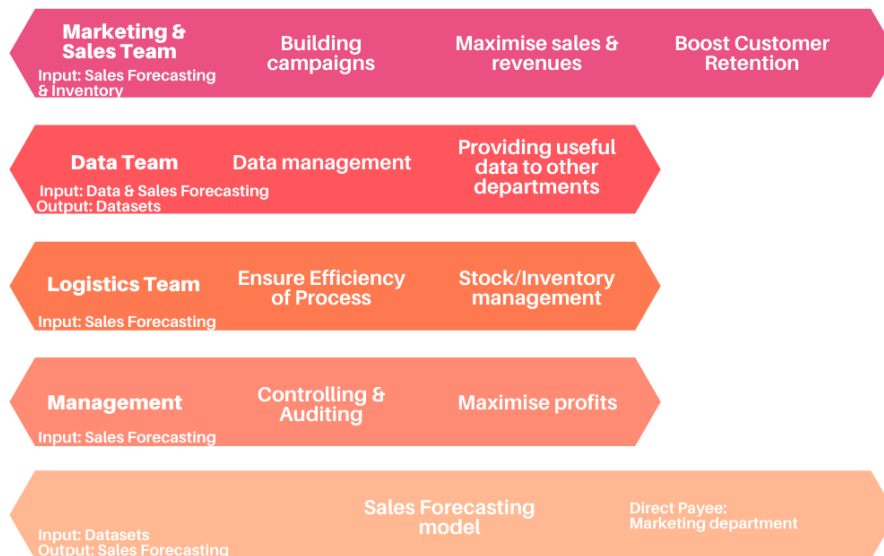 Marketing &
Sales Team
Input: Sales Forecasting
& Inventory
Building
campaigns
Maximise sales &
revenues
Boost Customer
Retention
Data Team
Input: Data & Sales Forecasting
Output: Datasets
Data management
Providing useful
data to other
departments
Logistics Team
Input: Sales Forecasting
Ensure Efficiency
of Process
Stock/Inventory
management
Management
Input: Sales Forecasting
Controlling &
Auditing
Maximise profits
Input: Datasets
Output: Sales Forecasting
Sales Forecasting
model
Direct Payee:
Marketing department